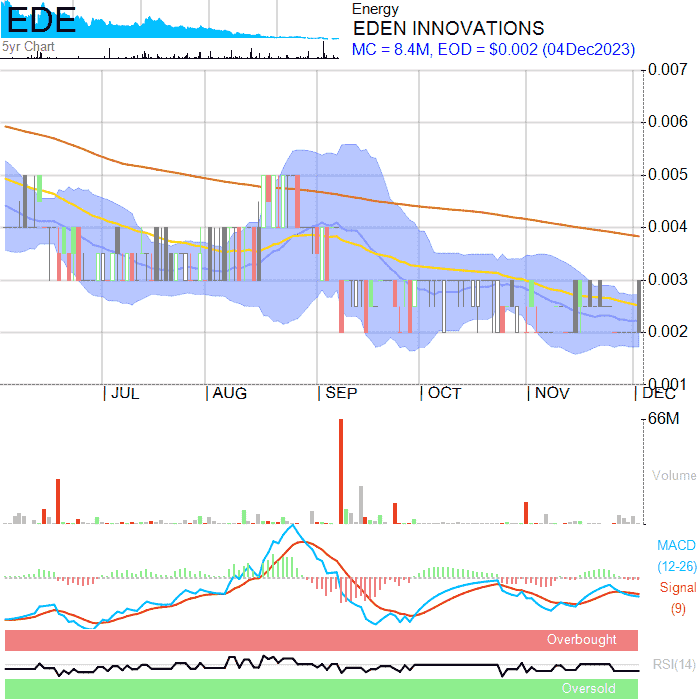 EDE
5yr Chart
Energy
EDEN INNOVATIONS
MC = 8.4M, EOD = $0.002 (04Dec2023)
0.007
0.006
0.005
0.004
0.003
0.002
0.001
JUL AUG SEP OCT NOV DEC
66M
Volume
MACD
(12-26)
Signal
(9)
Overbought
RSI(14)
Oversold